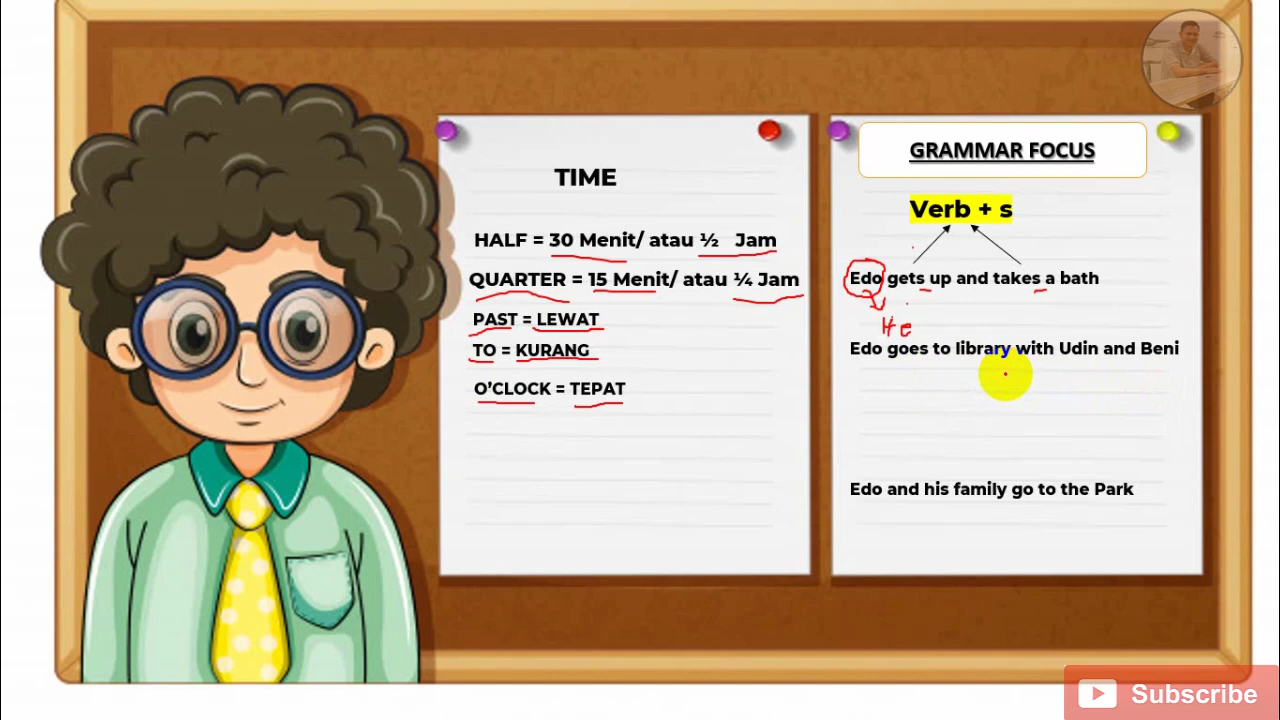 TIME
HALF = 30 Menit/ atau ½ Jam
QUARTER = 15 Menit/ atau ¼ Jam
PAST = LEWAT
TO = KURANG
O'CLOCK = TEPAT
GRAMMAR FOCUS
Verb + s
Edo gets up and takes a bath
He
Edo goes to library with Udin and Beni
Edo and his family go to the Park
Subscribe